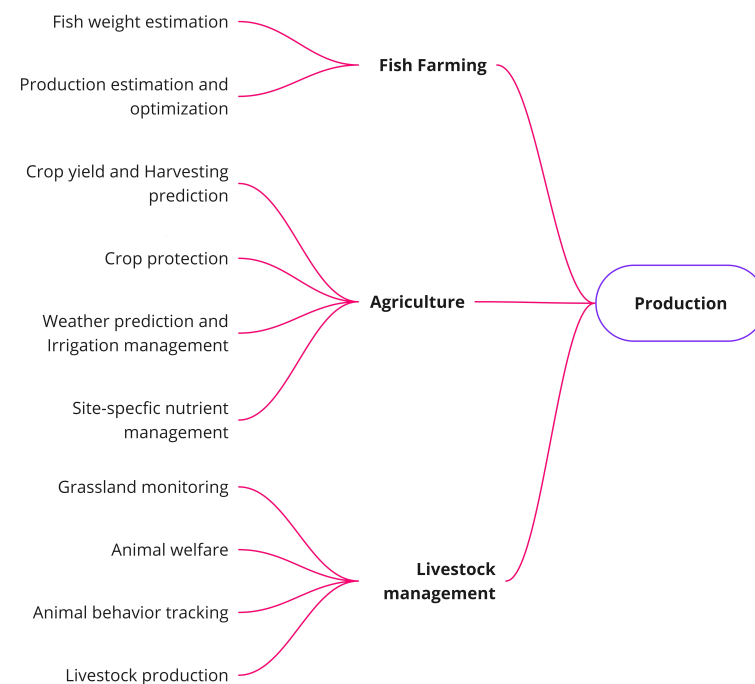 Fish weight estimation
Fish Farming
Production estimation and
optimization
Crop yield and Harvesting
prediction
Crop protection
Agriculture
Production
Weather prediction and
Irrigation management
Site-specfic nutrient
management
Grassland monitoring
Animal welfare
Livestock
management
Animal behavior tracking
Livestock production